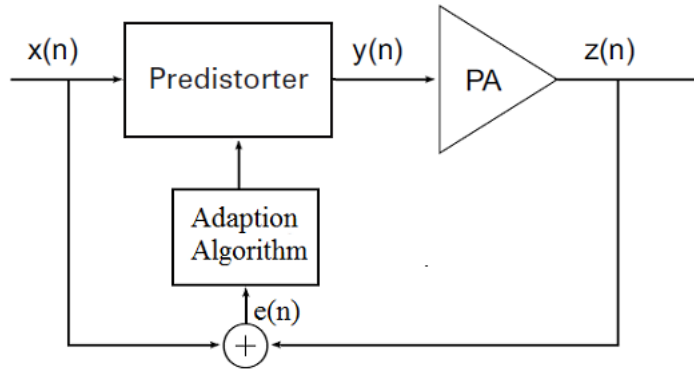 x(n)
Predistorter
y(n)
PA
z(n)
Adaption
Algorithm
e(n)
+